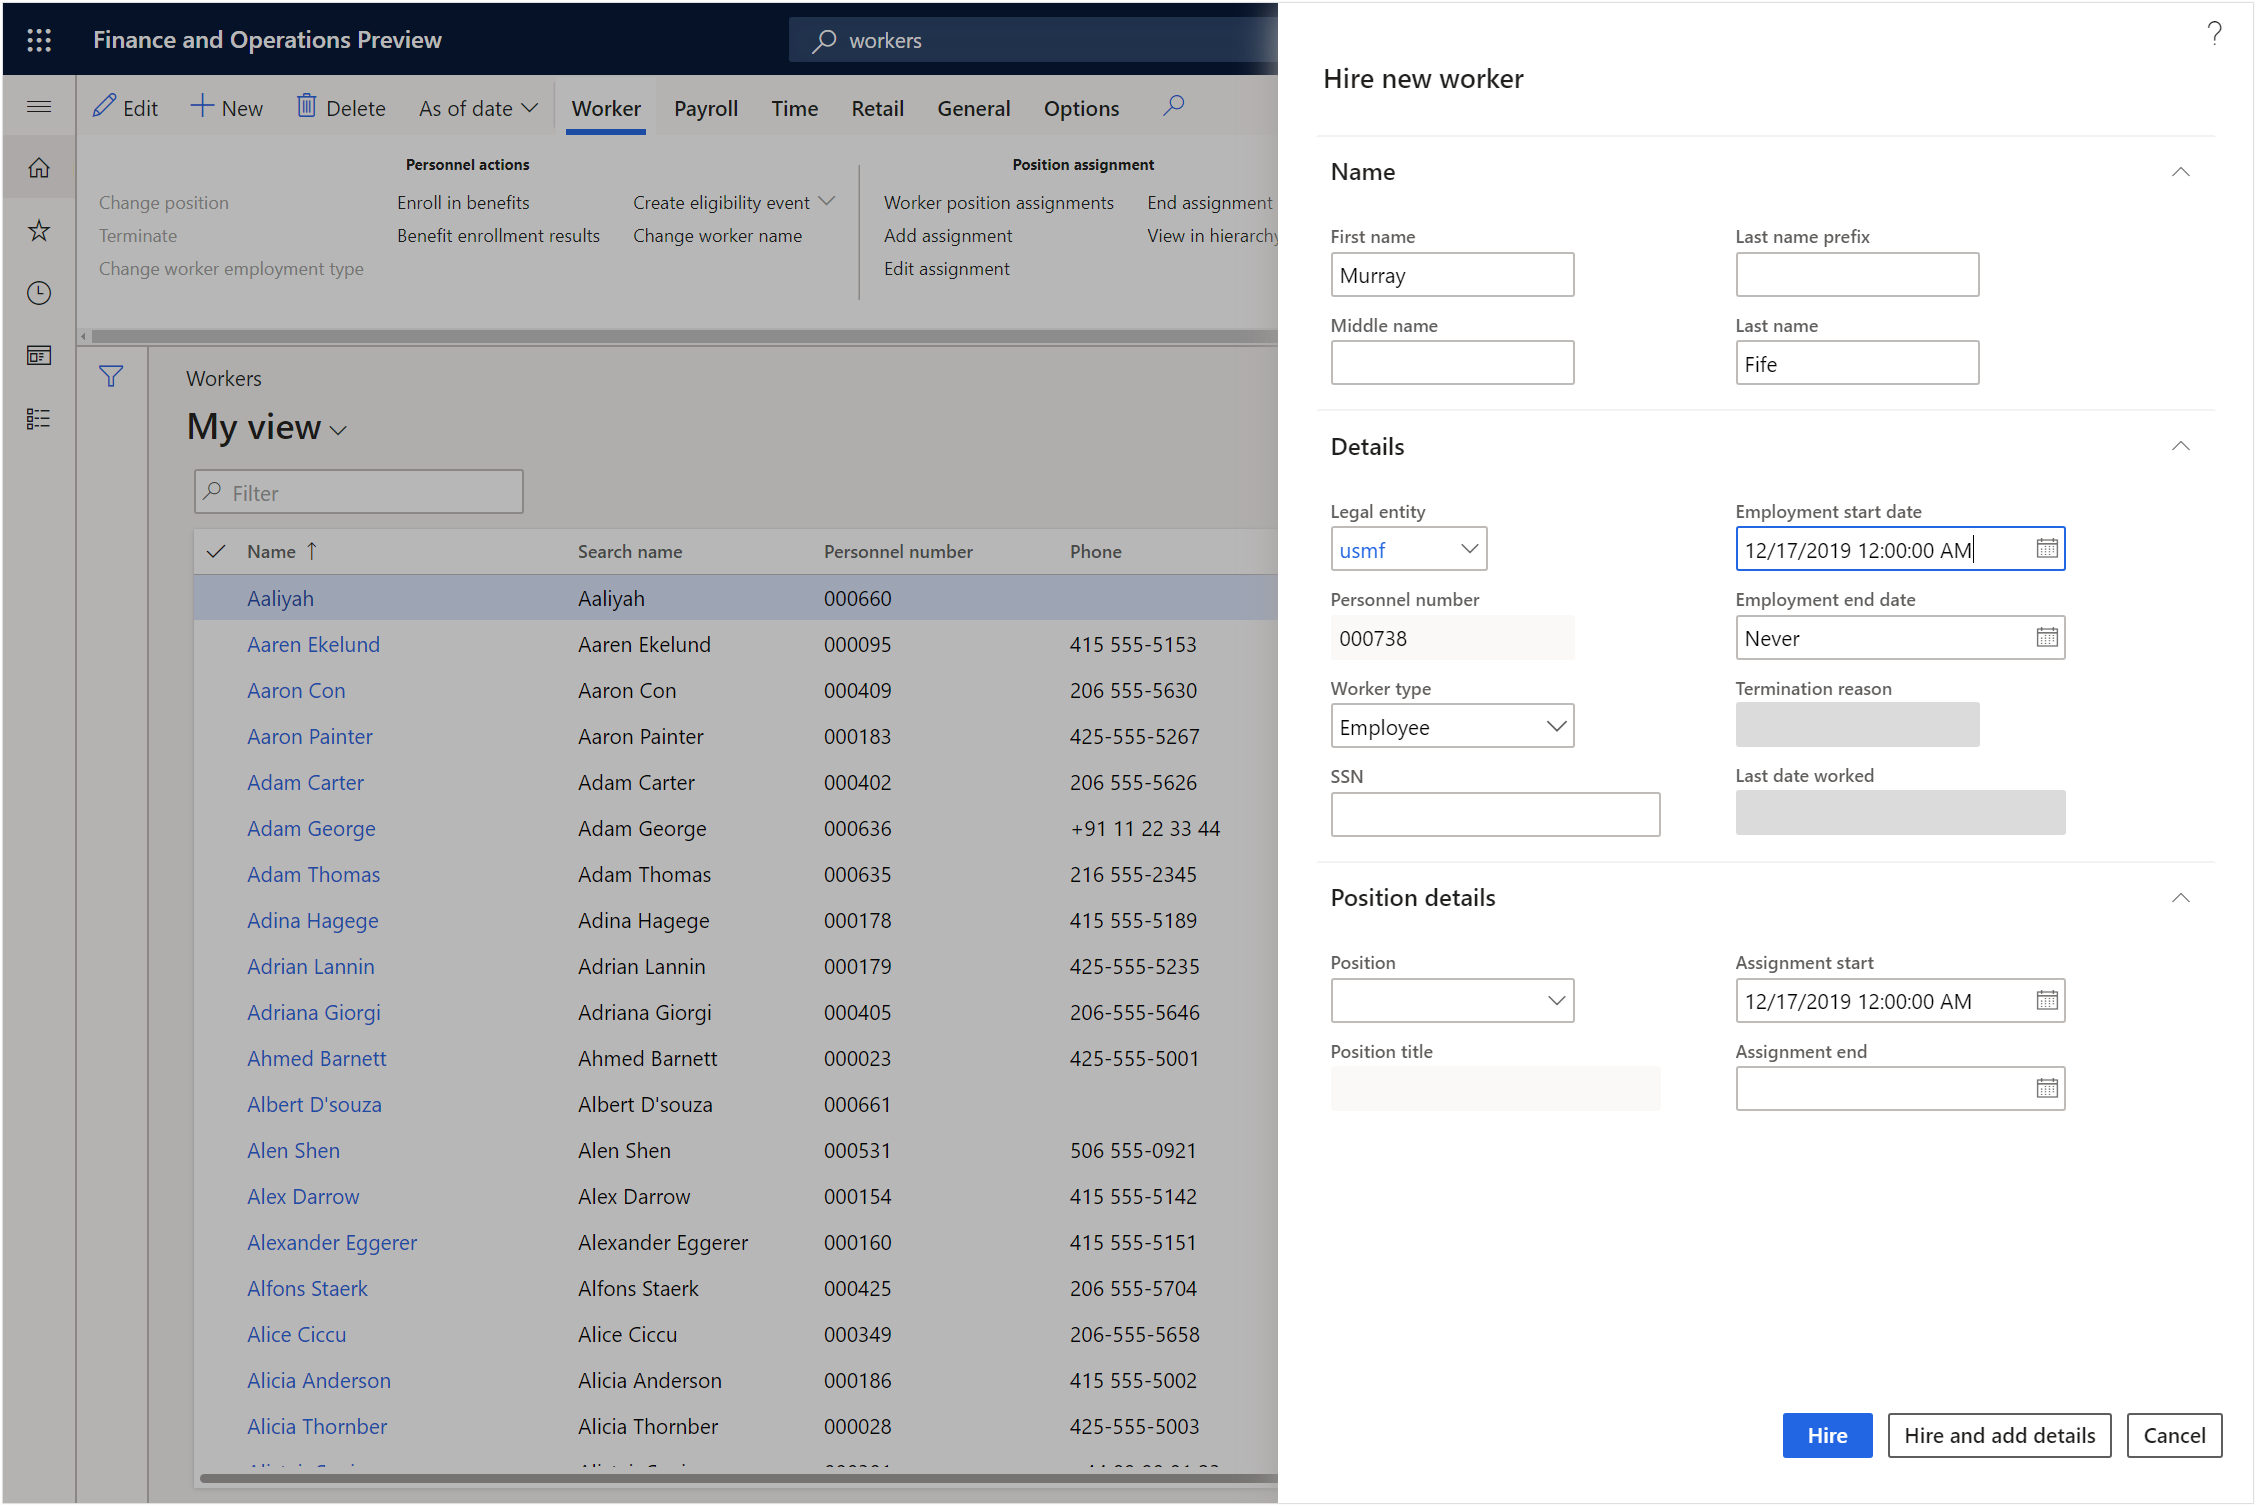 Finance and Operations Preview
workers
?
Edit
New
Delete
As of date
Worker
Payroll
Time
Retail
General
Options
Personnel actions
Change position
Terminate
Change worker employment type
Enroll in benefits
Benefit enrollment results
Create eligibility event
Change worker name
Position assignment
Worker position assignments
Add assignment
Edit assignment
End assignment
View in hierarchy
Workers
My view
Filter
Name ↑ Search name Personnel number Phone
Aaliyah Aaliyah 000660
Aaren Ekelund Aaren Ekelund 000095 415 555-5153
Aaron Con Aaron Con 000409 206 555-5630
Aaron Painter Aaron Painter 000183 425-555-5267
Adam Carter Adam Carter 000402 206 555-5626
Adam George Adam George 000636 +91 11 22 33 44
Adam Thomas Adam Thomas 000635 216 555-2345
Adina Hagege Adina Hagege 000178 415 555-5189
Adrian Lannin Adrian Lannin 000179 425-555-5235
Adriana Giorgi Adriana Giorgi 000405 206-555-5646
Ahmed Barnett Ahmed Barnett 000023 425-555-5001
Albert D'souza Albert D'souza 000661
Alen Shen Alen Shen 000531 506 555-0921
Alex Darrow Alex Darrow 000154 415 555-5142
Alexander Eggerer Alexander Eggerer 000160 415 555-5151
Alfons Staerk Alfons Staerk 000425 206 555-5704
Alice Ciccu Alice Ciccu 000349 206-555-5658
Alicia Anderson Alicia Anderson 000186 415 555-5002
Alicia Thornber Alicia Thornber 000028 425-555-5003
Hire new worker
Name
First name
Murray
Last name prefix
Middle name
Last name
Fife
Details
Legal entity
usmf
Employment start date
12/17/2019 12:00:00 AM
Personnel number
000738
Employment end date
Never
Worker type
Employee
Termination reason
SSN
Last date worked
Position details
Position
Assignment start
12/17/2019 12:00:00 AM
Position title
Assignment end
Hire
Hire and add details
Cancel